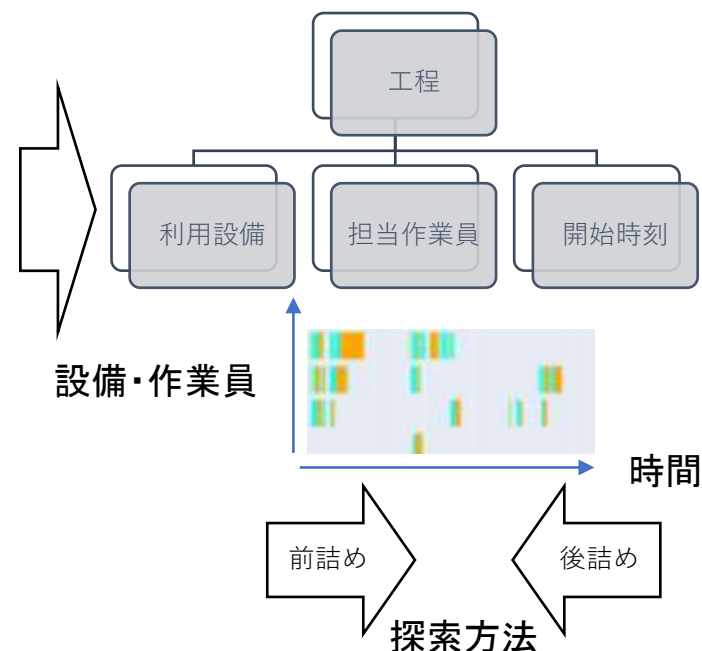 工程
利用設備
担当作業員
開始時刻
設備・作業員
時間
前詰め
後詰め
探索方法